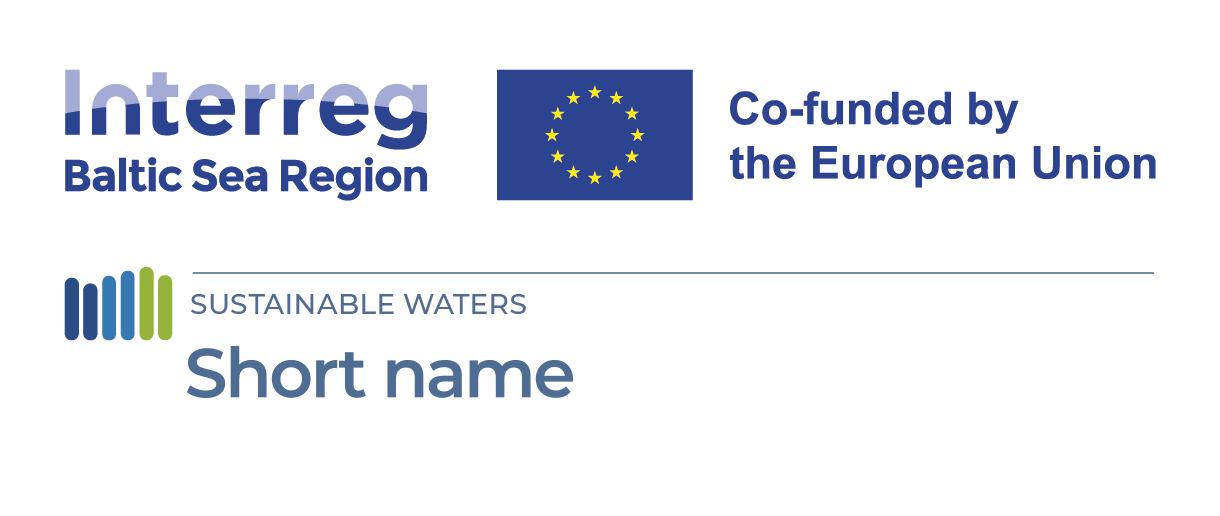 Interreg
Baltic Sea Region
Co-funded by
the European Union
SUSTAINABLE WATERS
Short name